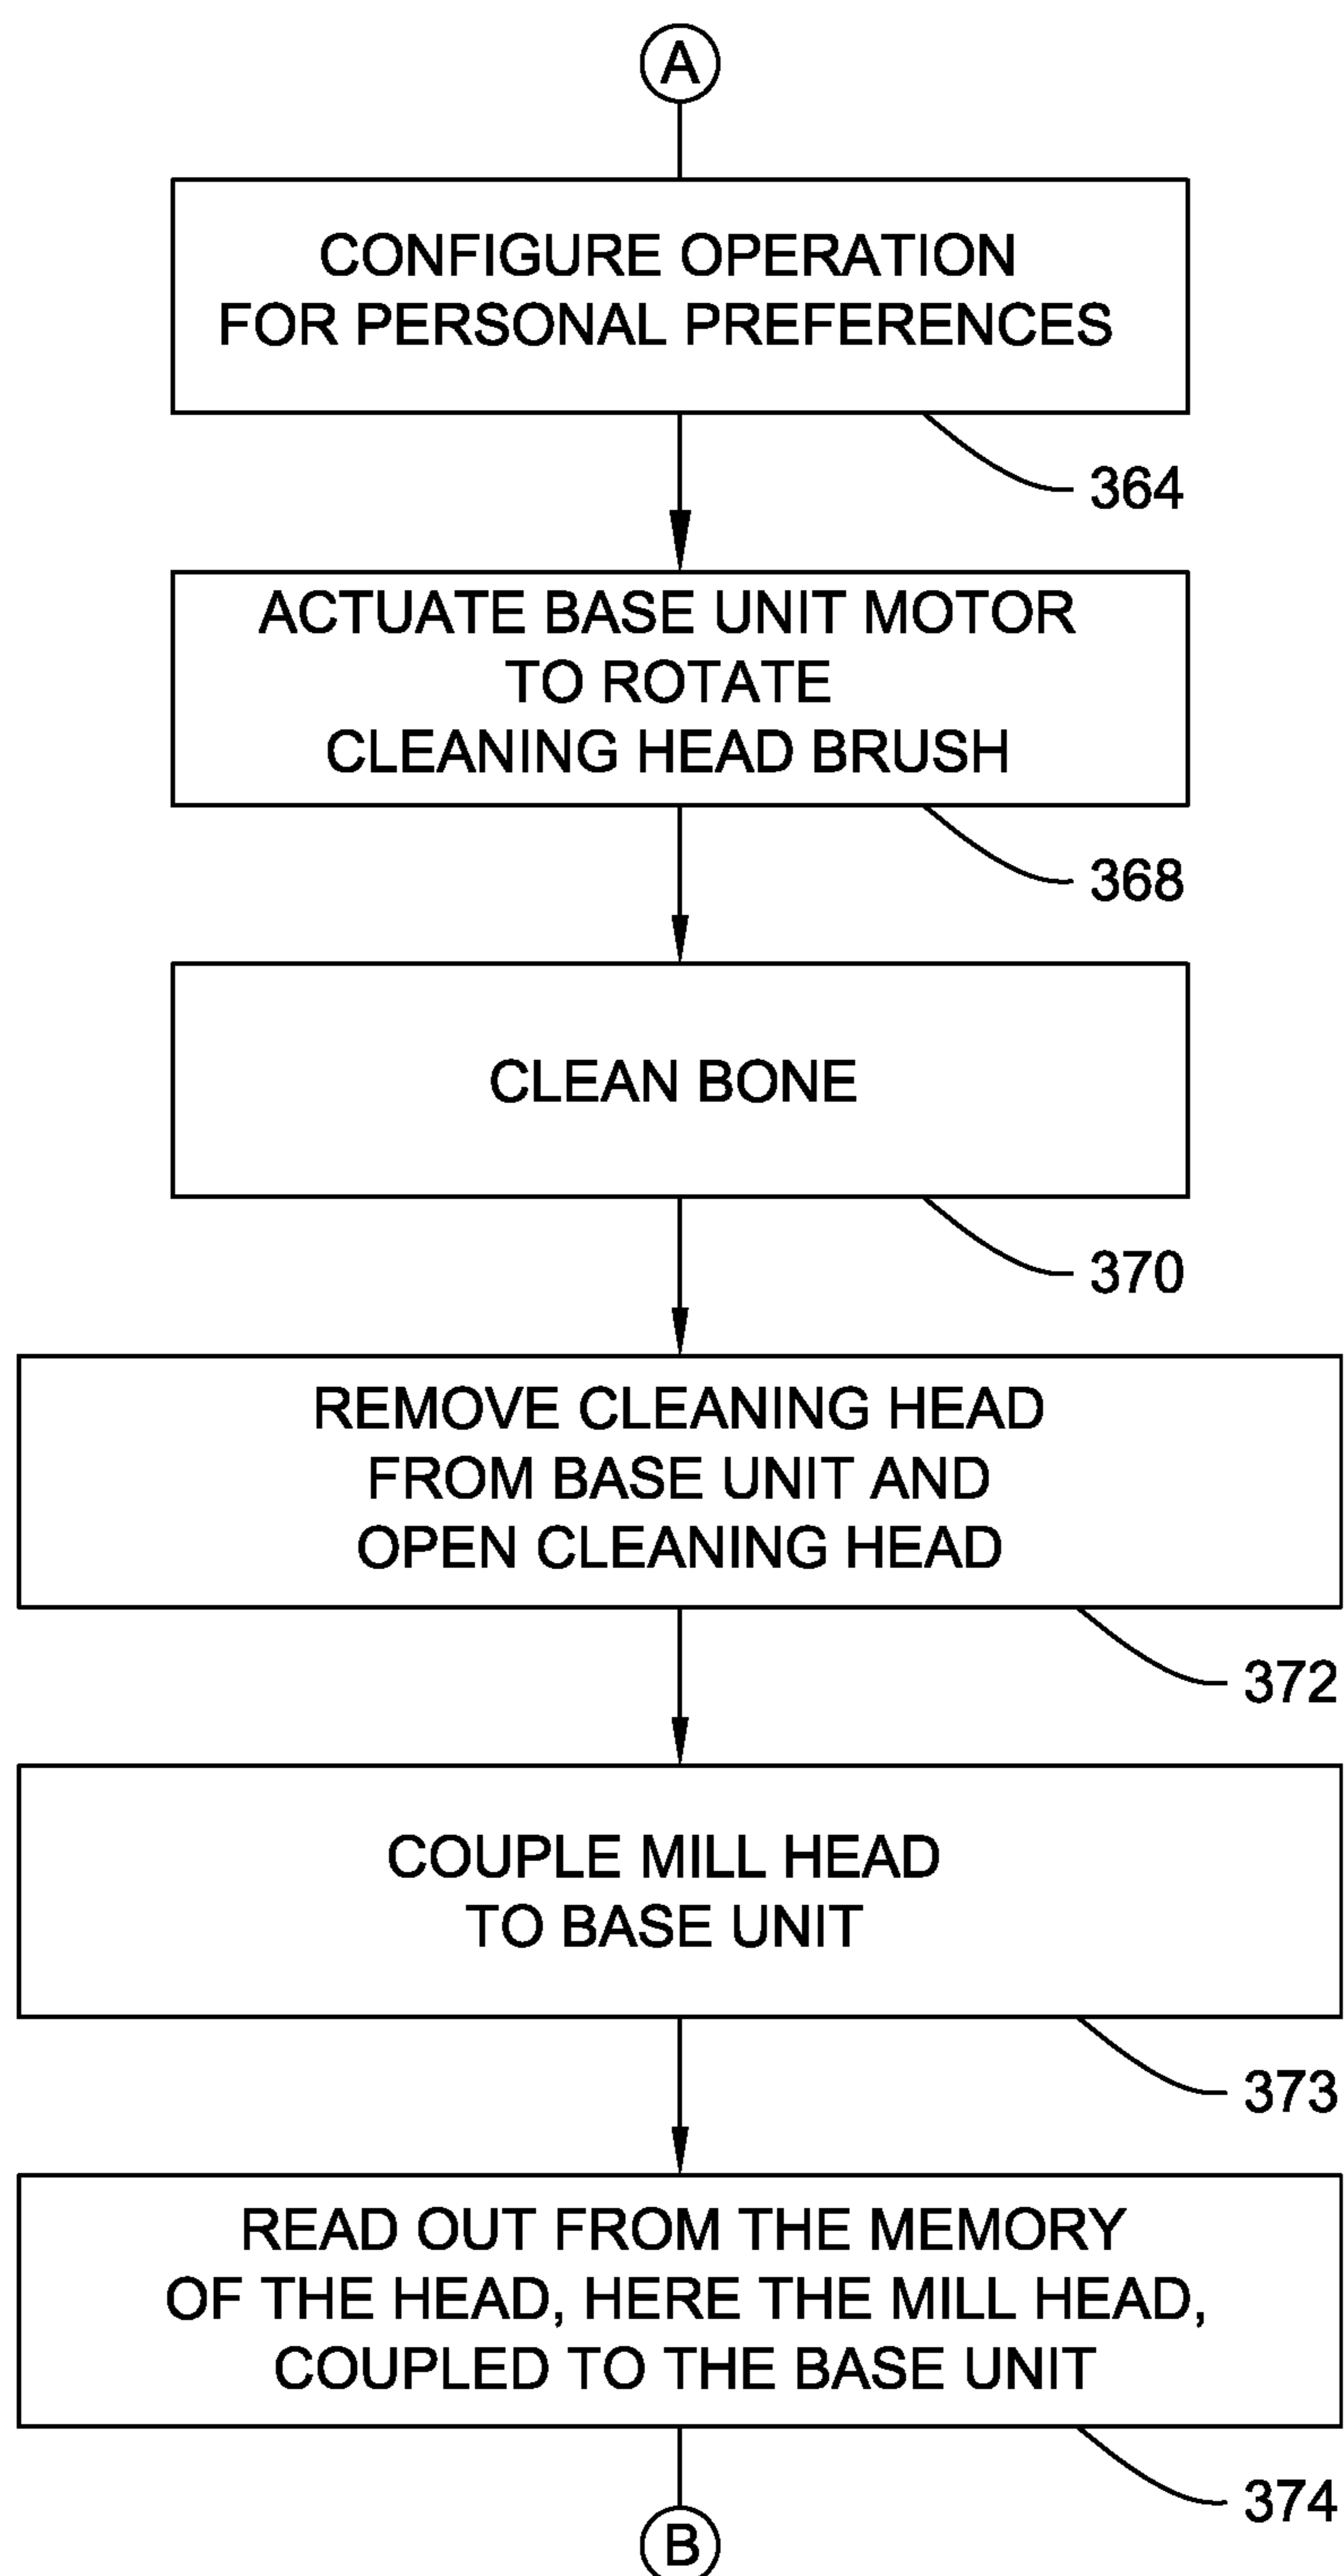 A
CONFIGURE OPERATION
FOR PERSONAL PREFERENCES
364
ACTUATE BASE UNIT MOTOR
TO ROTATE
CLEANING HEAD BRUSH
368
CLEAN BONE
370
REMOVE CLEANING HEAD
FROM BASE UNIT AND
OPEN CLEANING HEAD
372
COUPLE MILL HEAD
TO BASE UNIT
373
READ OUT FROM THE MEMORY
OF THE HEAD, HERE THE MILL HEAD,
COUPLED TO THE BASE UNIT
374
B